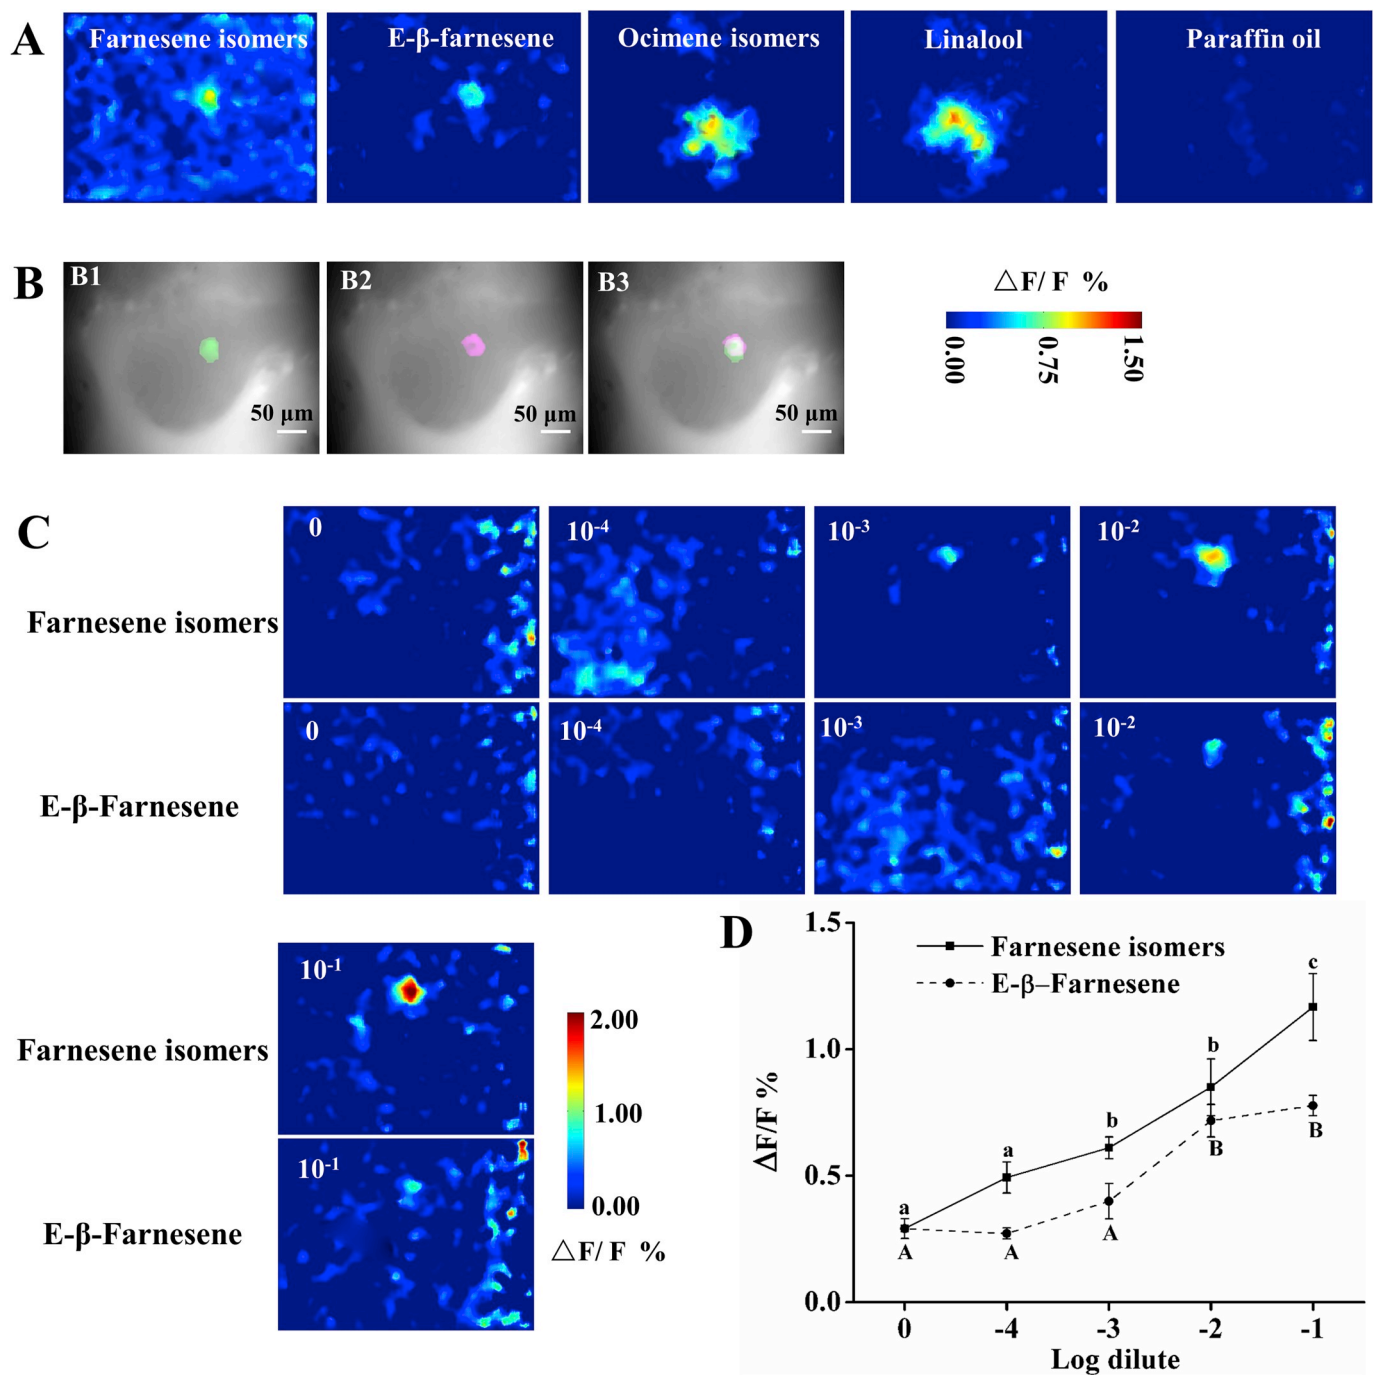 A
Farnesene isomers
E-β-farnesene
Ocimene isomers
Linalool
Paraffin oil
B
B1
50 µm
B2
50 µm
B3
50 µm
△F/ F %
0.00
0.75
1.50
C
Farnesene isomers
0
10-4
10-3
10-2
E-β-Farnesene
0
10-4
10-3
10-2
Farnesene isomers
10-1
E-β-Farnesene
10-1
2.00
1.00
0.00
△F/ F %
D
Farnesene isomers
E-β–Farnesene
ΔF/F %
1.5
1.0
0.5
0.0
a
a
b
b
c
A
A
A
B
B
0
-4
-3
-2
-1
Log dilute